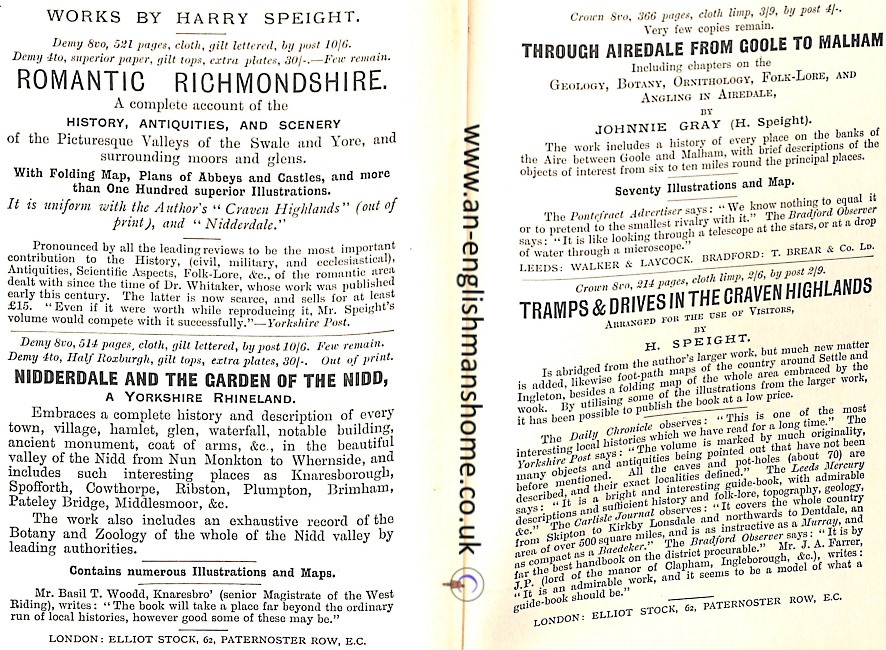 WORKS BY HARRY SPEIGHT.
Demy 8vo, 521 pages, cloth, gilt lettered, by post 10/6.
Demy 4to, superior paper, gilt tops, extra plates, 30/-.—Few remain.
ROMANTIC RICHMONDSHIRE.
A complete account of the
HISTORY, ANTIQUITIES, AND SCENERY
of the Picturesque Valleys of the Swale and Yore, and
surrounding moors and glens.
With Folding Map, Plans of Abbeys and Castles, and more
than One Hundred superior Illustrations.
It is uniform with the Author's "Craven Highlands" (out of
print), and "Nidderdale."
Pronounced by all the leading reviews to be the most important
contribution to the History, (civil, military, and ecclesiastical),
Antiquities, Scientific Aspects, Folk-Lore, &c., of the romantic area
dealt with since the time of Dr. Whitaker, whose work was published
early this century. The latter is now scarce, and sells for at least
£15. "Even if it were worth while reproducing it, Mr. Speight's
volume would compete with it successfully."—Yorkshire Post.
Demy 8vo, 514 pages, cloth, gilt lettered, by post 10/6. Few remain.
Demy 4to, Half Roxburgh, gilt tops, extra plates, 30/-. Out of print.
NIDDERDALE AND THE GARDEN OF THE NIDD,
A YORKSHIRE RHINELAND.
Embraces a complete history and description of every
town, village, hamlet, glen, waterfall, notable building,
ancient monument, coat of arms, &c., in the beautiful
valley of the Nidd from Nun Monkton to Whernside, and
includes such interesting places as Knaresborough,
Spofforth, Cowthorpe, Ribston, Plumpton, Brimham,
Pateley Bridge, Middlesmoor, &c.
The work also includes an exhaustive record of the
Botany and Zoology of the whole of the Nidd valley by
leading authorities.
Contains numerous Illustrations and Maps.
Mr. Basil T. Woodd, Knaresbro' (senior Magistrate of the West
Riding), writes: "The book will take a place far beyond the ordinary
run of local histories, however good some of these may be."
LONDON: ELLIOT STOCK, 62, PATERNOSTER ROW, E.C.
www.an-englishmanshome.co.uk
Crown 8vo, 366 pages, cloth limp, 3/9, by post 4/-.
Very few copies remain.
THROUGH AIREDALE FROM GOOLE TO MALHAM
Including chapters on the
GEOLOGY, BOTANY, ORNITHOLOGY, FOLK-LORE, AND
ANGLING IN AIREDALE,
BY
JOHNNIE GRAY (H. Speight).
The work includes a history of every place on the banks of
the Aire between Goole and Malham, with brief descriptions of the
objects of interest from six to ten miles round the principal places.
Seventy Illustrations and Map.
The Pontefract Advertiser says: "We know nothing to equal it
or to pretend to the smallest rivalry with it." The Bradford Observer
says: "It is like looking through a telescope at the stars, or at a drop
of water through a microscope."
LEEDS: WALKER & LAYCOCK. BRADFORD: T. BREAR & Co. LD.
Crown 8vo, 214 pages, cloth limp, 2/6, by post 2/9.
TRAMPS & DRIVES IN THE CRAVEN HIGHLANDS
ARRANGED FOR THE USE OF VISITORS,
BY
H. SPEIGHT.
Is abridged from the author's larger work, but much new matter
is added, likewise foot-path maps of the country around Settle and
Ingleton, besides a folding map of the whole area embraced by the
wook. By utilising some of the illustrations from the larger work,
it has been possible to publish the book at a low price.
The Daily Chronicle observes: "This is one of the most
interesting local histories which we have read for a long time." The
Yorkshire Post says: "The volume is marked by much originality,
many objects and antiquities being pointed out that have not been
before mentioned. All the caves and pot-holes (about 70) are
described, and their exact localities defined." The Leeds Mercury
says: "It is a bright and interesting guide-book, with admirable
descriptions and sufficient history and folk-lore, topography, geology,
&c." The Carlisle Journal observes: "It covers the whole country
from Skipton to Kirkby Lonsdale and northwards to Dentdale, an
area of over 500 square miles, and is as instructive as a Murray, and
as compact as a Baedeker." The Bradford Observer says: "It is by
far the best handbook on the district procurable." Mr. J. A. Farrer,
J.P. (lord of the manor of Clapham, Ingleborough, &c.), writes:
"It is an admirable work, and it seems to be a model of what a
guide-book should be."
LONDON: ELLIOT STOCK, 62, PATERNOSTER ROW, E.C.